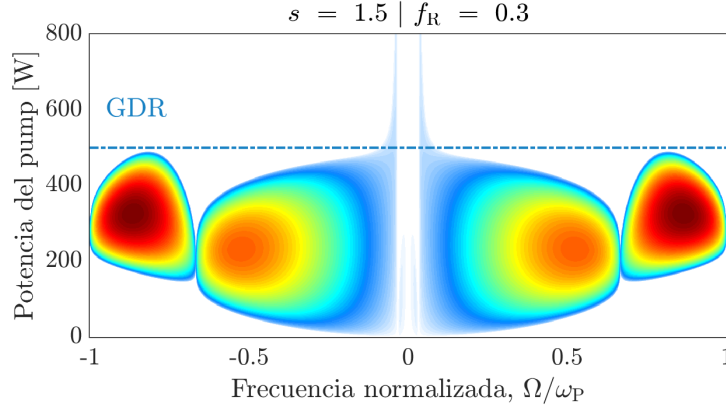 s = 1.5 | f_R = 0.3
Potencia del pump [W]
800
600
400
200
0
GDR
-1
-0.5
0
0.5
1
Frecuencia normalizada, Ω/ω_P